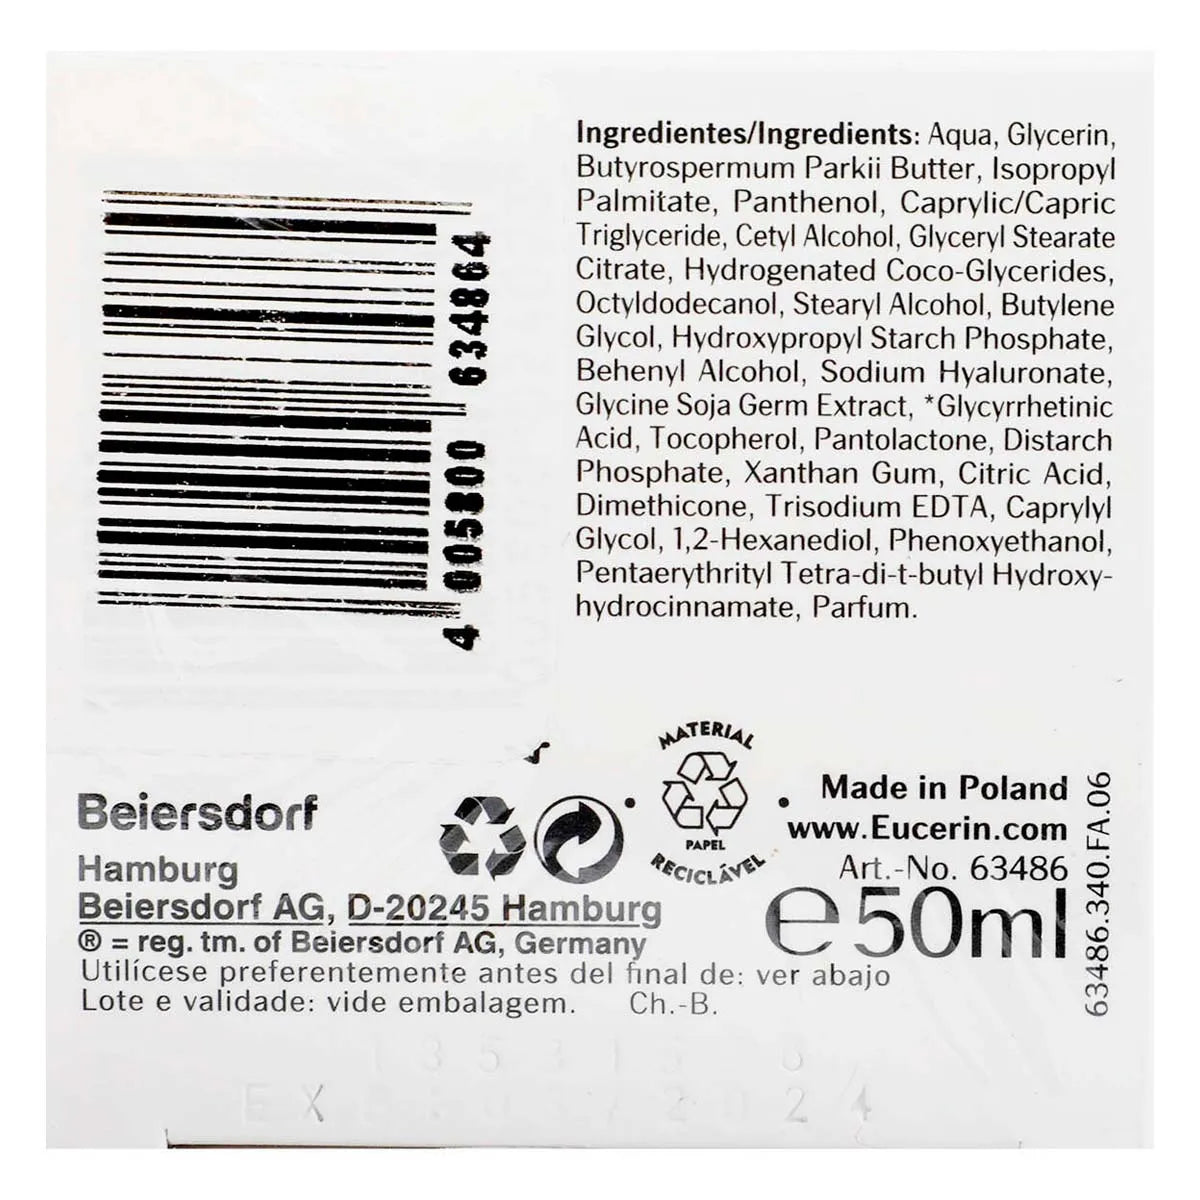 Ingredientes/Ingredients: Aqua, Glycerin,
Butyrospermum Parkii Butter, Isopropyl
Palmitate, Panthenol, Caprylic/Capric
Triglyceride, Cetyl Alcohol, Glyceryl Stearate
Citrate, Hydrogenated Coco-Glycerides,
Octyldodecanol, Stearyl Alcohol, Butylene
Glycol, Hydroxypropyl Starch Phosphate,
Behenyl Alcohol, Sodium Hyaluronate,
Glycine Soja Germ Extract, *Glycyrrhetinic
Acid, Tocopherol, Pantolactone, Distarch
Phosphate, Xanthan Gum, Citric Acid,
Dimethicone, Trisodium EDTA, Caprylyl
Glycol, 1,2-Hexanediol, Phenoxyethanol,
Pentaerythrityl Tetra-di-t-butyl Hydroxy-
hydrocinnamate, Parfum.
4 005800 634864
MATERIAL
PAPEL
RECICLÁVEL
Made in Poland
www.Eucerin.com
Art.-No. 63486
e50ml
63486.340.FA.06
Beiersdorf
Hamburg
Beiersdorf AG, D-20245 Hamburg
® = reg. tm. of Beiersdorf AG, Germany
Utilícese preferentemente antes del final de: ver abajo
Lote e validade: vide embalagem. Ch.-B.
2024